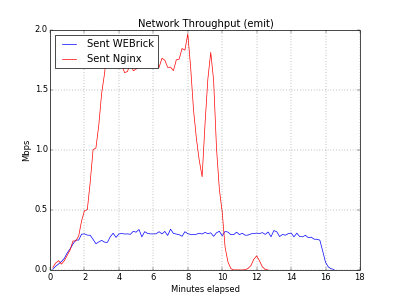 Network Throughput (emit)
2.0
Sent WEBrick
Sent Nginx
1.5
Mbps
1.0
0.5
0.0
0 2 4 6 8 10 12 14 16 18
Minutes elapsed